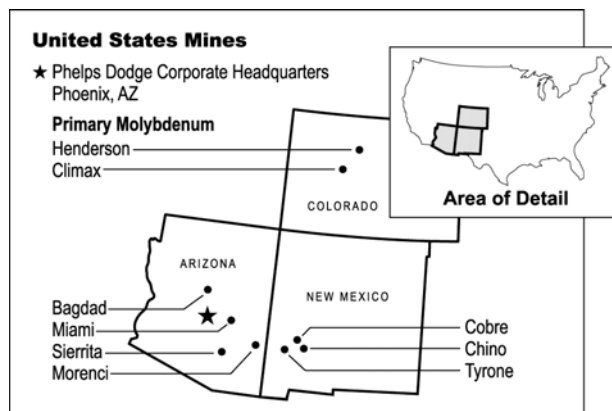 United States Mines
★ Phelps Dodge Corporate Headquarters
Phoenix, AZ
Primary Molybdenum
Henderson
Climax
COLORADO
Area of Detail
ARIZONA
NEW MEXICO
Bagdad
Miami
Sierrita
Morenci
Cobre
Chino
Tyrone